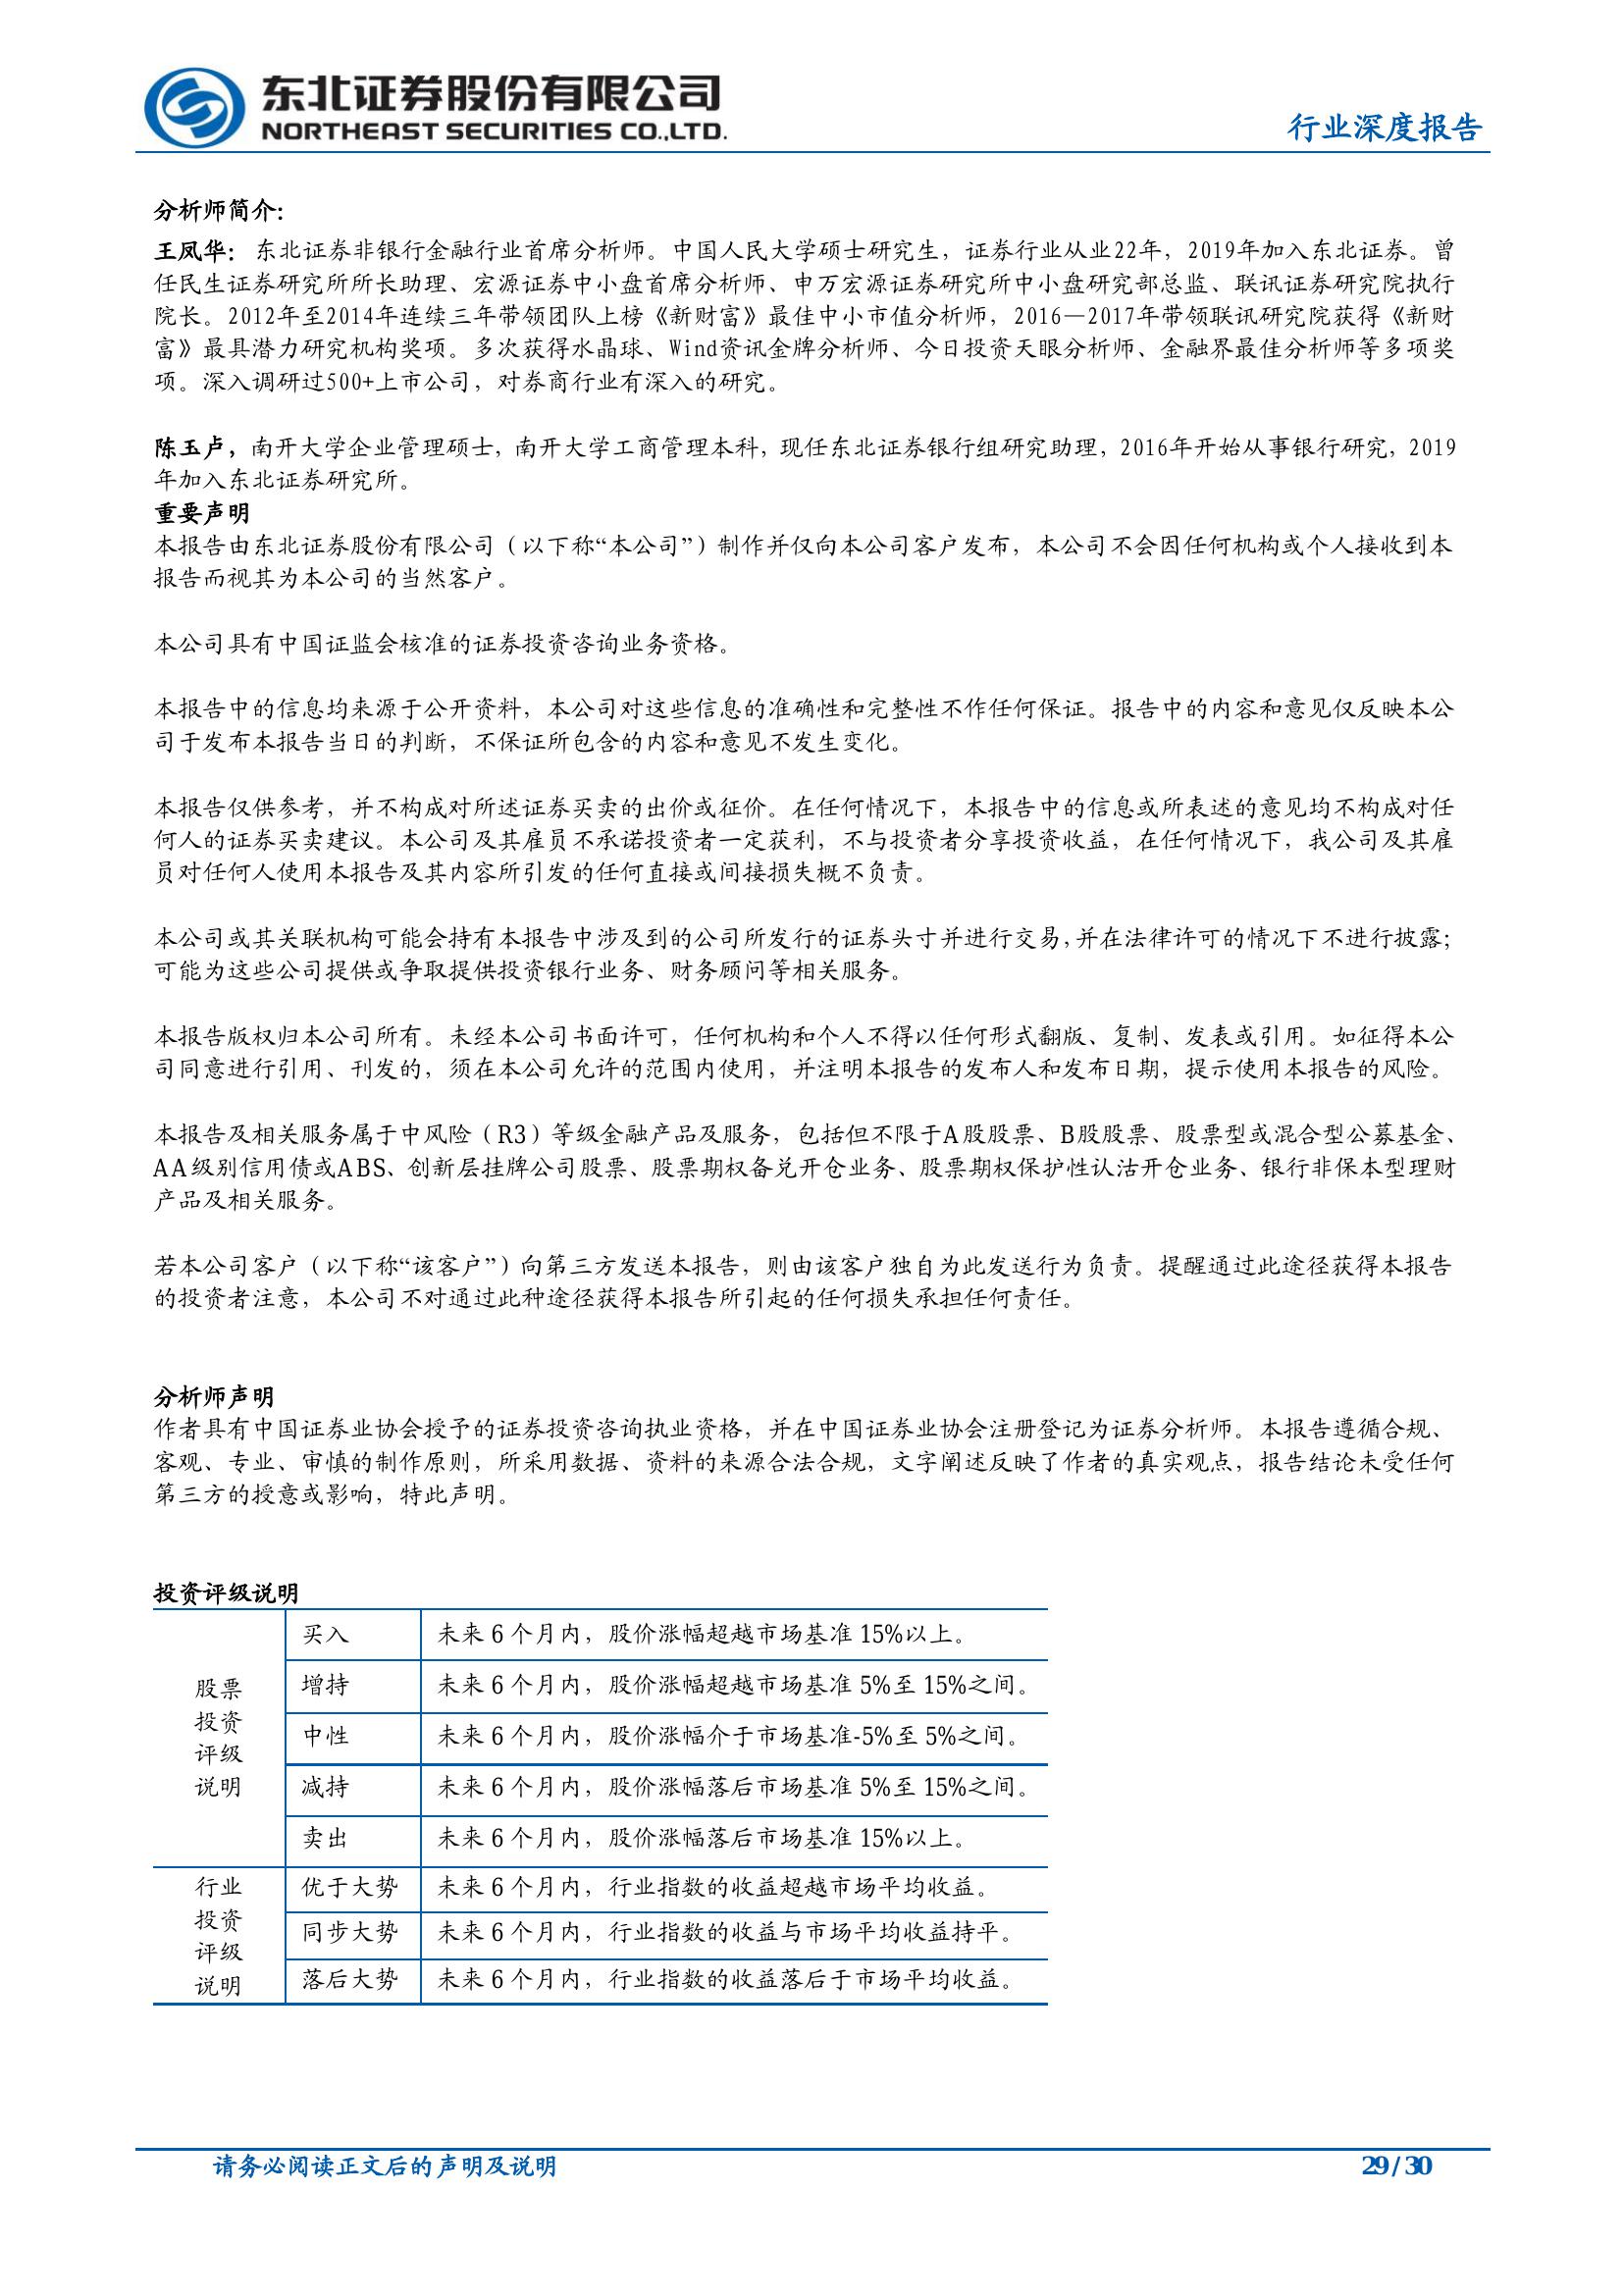 东北证券股份有限公司
NORTHEAST SECURITIES CO.,LTD.
行业深度报告
分析师简介:
王凤华：东北证券非银行金融行业首席分析师。中国人民大学硕士研究生，证券行业从业22年，2019年加入东北证券。曾
任民生证券研究所所长助理、宏源证券中小盘首席分析师、申万宏源证券研究所中小盘研究部总监、联讯证券研究院执行
院长。2012年至2014年连续三年带领团队上榜《新财富》最佳中小市值分析师，2016—2017年带领联讯研究院获得《新财
富》最具潜力研究机构奖项。多次获得水晶球、Wind资讯金牌分析师、今日投资天眼分析师、金融界最佳分析师等多项奖
项。深入调研过500+上市公司，对券商行业有深入的研究。
陈玉卢，南开大学企业管理硕士，南开大学工商管理本科，现任东北证券银行组研究助理，2016年开始从事银行研究，2019
年加入东北证券研究所。
重要声明
本报告由东北证券股份有限公司（以下称“本公司”）制作并仅向本公司客户发布，本公司不会因任何机构或个人接收到本
报告而视其为本公司的当然客户。
本公司具有中国证监会核准的证券投资咨询业务资格。
本报告中的信息均来源于公开资料，本公司对这些信息的准确性和完整性不作任何保证。报告中的内容和意见仅反映本公
司于发布本报告当日的判断，不保证所包含的内容和意见不发生变化。
本报告仅供参考，并不构成对所述证券买卖的出价或征价。在任何情况下，本报告中的信息或所表述的意见均不构成对任
何人的证券买卖建议。本公司及其雇员不承诺投资者一定获利，不与投资者分享投资收益，在任何情况下，我公司及其雇
员对任何人使用本报告及其内容所引发的任何直接或间接损失概不负责。
本公司或其关联机构可能会持有本报告中涉及到的公司所发行的证券头寸并进行交易，并在法律许可的情况下不进行披露；
可能为这些公司提供或争取提供投资银行业务、财务顾问等相关服务。
本报告版权归本公司所有。未经本公司书面许可，任何机构和个人不得以任何形式翻版、复制、发表或引用。如征得本公
司同意进行引用、刊发的，须在本公司允许的范围内使用，并注明本报告的发布人和发布日期，提示使用本报告的风险。
本报告及相关服务属于中风险（R3）等级金融产品及服务，包括但不限于A股股票、B股股票、股票型或混合型公募基金、
AA级别信用债或ABS、创新层挂牌公司股票、股票期权备兑开仓业务、股票期权保护性认沽开仓业务、银行非保本型理财
产品及相关服务。
若本公司客户（以下称“该客户”）向第三方发送本报告，则由该客户独自为此发送行为负责。提醒通过此途径获得本报告
的投资者注意，本公司不对通过此种途径获得本报告所引起的任何损失承担任何责任。
分析师声明
作者具有中国证券业协会授予的证券投资咨询执业资格，并在中国证券业协会注册登记为证券分析师。本报告遵循合规、
客观、专业、审慎的制作原则，所采用数据、资料的来源合法合规，文字阐述反映了作者的真实观点，报告结论未受任何
第三方的授意或影响，特此声明。
投资评级说明
股票
投资
评级
说明
买入 未来 6 个月内，股价涨幅超越市场基准 15%以上。
增持 未来 6 个月内，股价涨幅超越市场基准 5%至 15%之间。
中性 未来 6 个月内，股价涨幅介于市场基准-5%至 5%之间。
减持 未来 6 个月内，股价涨幅落后市场基准 5%至 15%之间。
卖出 未来 6 个月内，股价涨幅落后市场基准 15%以上。
行业
投资
评级
说明
优于大势 未来 6 个月内，行业指数的收益超越市场平均收益。
同步大势 未来 6 个月内，行业指数的收益与市场平均收益持平。
落后大势 未来 6 个月内，行业指数的收益落后于市场平均收益。
请务必阅读正文后的声明及说明
29 / 30